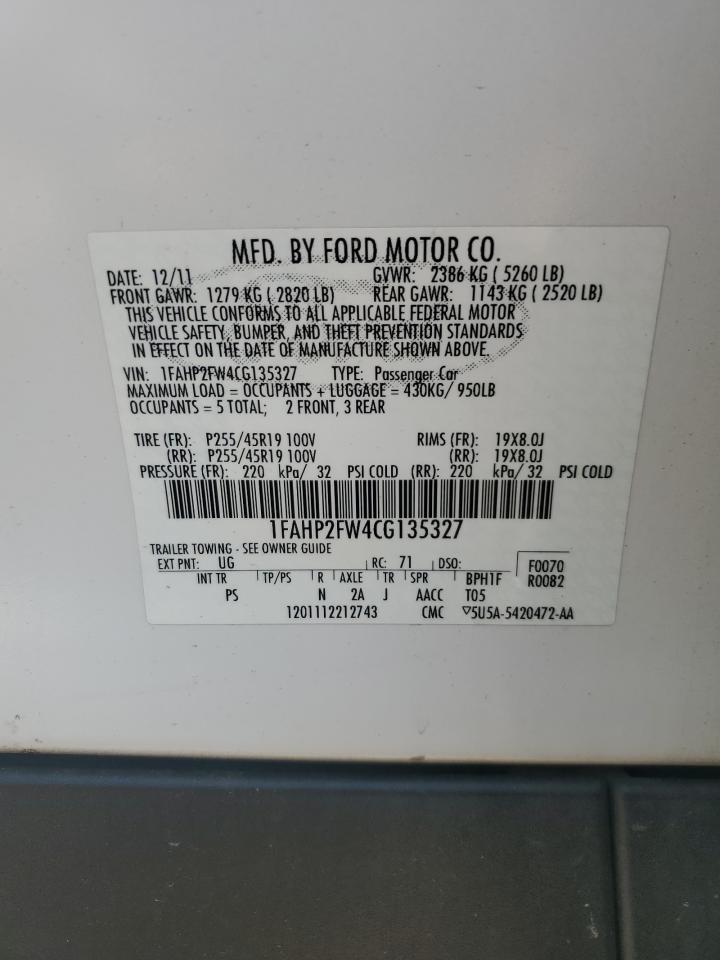 MFD. BY FORD MOTOR CO.
DATE: 12/11 GVWR: 2386 KG ( 5260 LB)
FRONT GAWR: 1279 KG ( 2820 LB) REAR GAWR: 1143 KG ( 2520 LB)
THIS VEHICLE CONFORMS TO ALL APPLICABLE FEDERAL MOTOR
VEHICLE SAFETY, BUMPER, AND THEFT PREVENTION STANDARDS
IN EFFECT ON THE DATE OF MANUFACTURE SHOWN ABOVE.
VIN: 1FAHP2FW4CG135327 TYPE: Passenger Car
MAXIMUM LOAD = OCCUPANTS + LUGGAGE = 430KG/ 950LB
OCCUPANTS = 5 TOTAL; 2 FRONT, 3 REAR
TIRE (FR): P255/45R19 100V RIMS (FR): 19X8.0J
(RR): P255/45R19 100V (RR): 19X8.0J
PRESSURE (FR): 220 kPa/ 32 PSI COLD (RR): 220 kPa/ 32 PSI COLD
1FAHP2FW4CG135327
TRAILER TOWING - SEE OWNER GUIDE
EXT PNT: UG RC: 71 DSO: F0070
INT TR TP/PS R AXLE TR SPR BPH1F R0082
PS N 2A J AACC T05
1201112212743 CMC ▽5U5A-5420472-AA